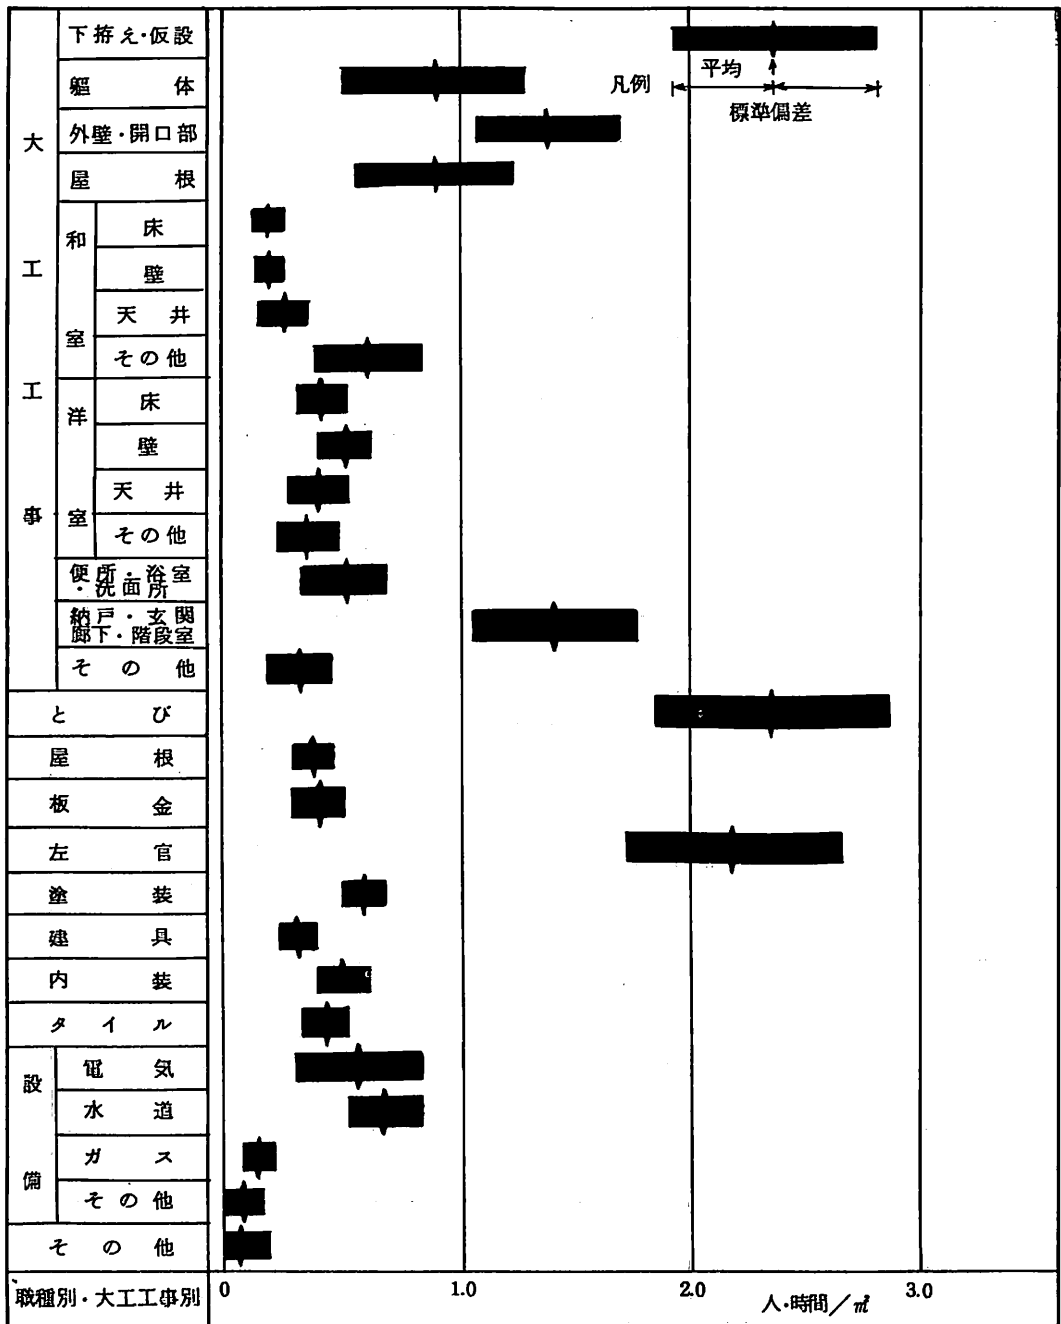 下拵え・仮設
躯体
外壁・開口部
屋根
大工工事
和室
床
壁
天井
その他
洋室
床
壁
天井
その他
便所・浴室
・洗面所
納戸・玄関
廊下・階段室
その他
とび
屋根
板金
左官
塗装
建具
内装
タイル
設備
電気
水道
ガス
その他
その他
職種別・大工工事別
凡例
平均
標準偏差
0
1.0
2.0
3.0
人・時間/㎡